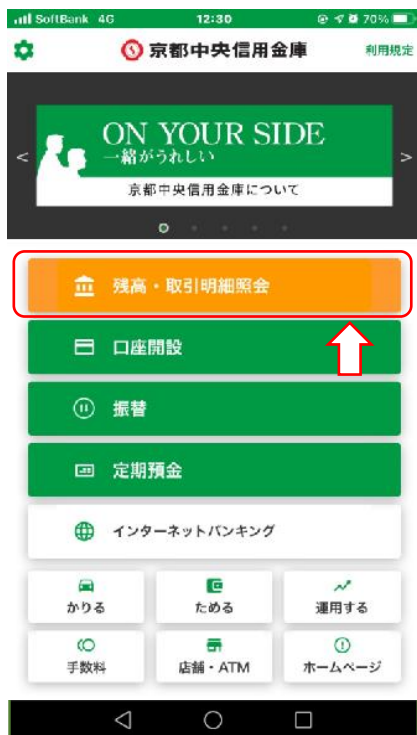 SoftBank 4G 12:30 70%
京都中央信用金庫 利用規定
ON YOUR SIDE
一緒がうれしい
京都中央信用金庫について
残高・取引明細照会
口座開設
振替
定期預金
インターネットバンキング
かりる ためる 運用する
手数料 店舗・ATM ホームページ